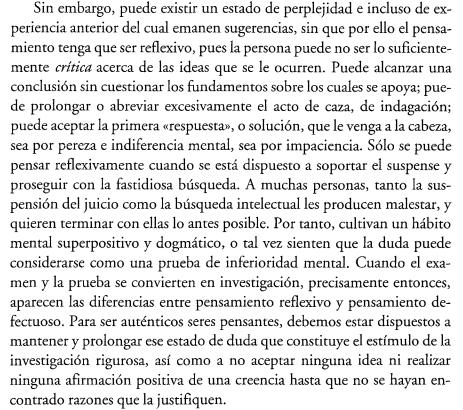 Sin embargo, puede existir un estado de perplejidad e incluso de ex-
periencia anterior del cual emanen sugerencias, sin que por ello el pensa-
miento tenga que ser reflexivo, pues la persona puede no ser lo suficiente-
mente crítica acerca de las ideas que se le ocurren. Puede alcanzar una
conclusión sin cuestionar los fundamentos sobre los cuales se apoya; pue-
de prolongar o abreviar excesivamente el acto de caza, de indagación;
puede aceptar la primera «respuesta», o solución, que le venga a la cabeza,
sea por pereza e indiferencia mental, sea por impaciencia. Sólo se puede
pensar reflexivamente cuando se está dispuesto a soportar el suspense y
proseguir con la fastidiosa búsqueda. A muchas personas, tanto la sus-
pensión del juicio como la búsqueda intelectual les producen malestar, y
quieren terminar con ellas lo antes posible. Por tanto, cultivan un hábito
mental superpositivo y dogmático, o tal vez sienten que la duda puede
considerarse como una prueba de inferioridad mental. Cuando el exa-
men y la prueba se convierten en investigación, precisamente entonces,
aparecen las diferencias entre pensamiento reflexivo y pensamiento de-
fectuoso. Para ser auténticos seres pensantes, debemos estar dispuestos a
mantener y prolongar ese estado de duda que constituye el estímulo de la
investigación rigurosa, así como a no aceptar ninguna idea ni realizar
ninguna afirmación positiva de una creencia hasta que no se hayan en-
contrado razones que la justifiquen.